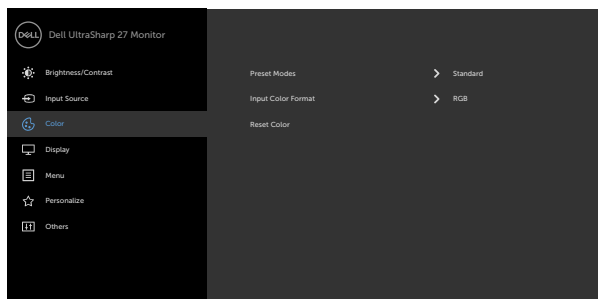 DELL Dell UltraSharp 27 Monitor
Brightness/Contrast
Input Source
Color
Display
Menu
Personalize
Others
Preset Modes Standard
Input Color Format RGB
Reset Color